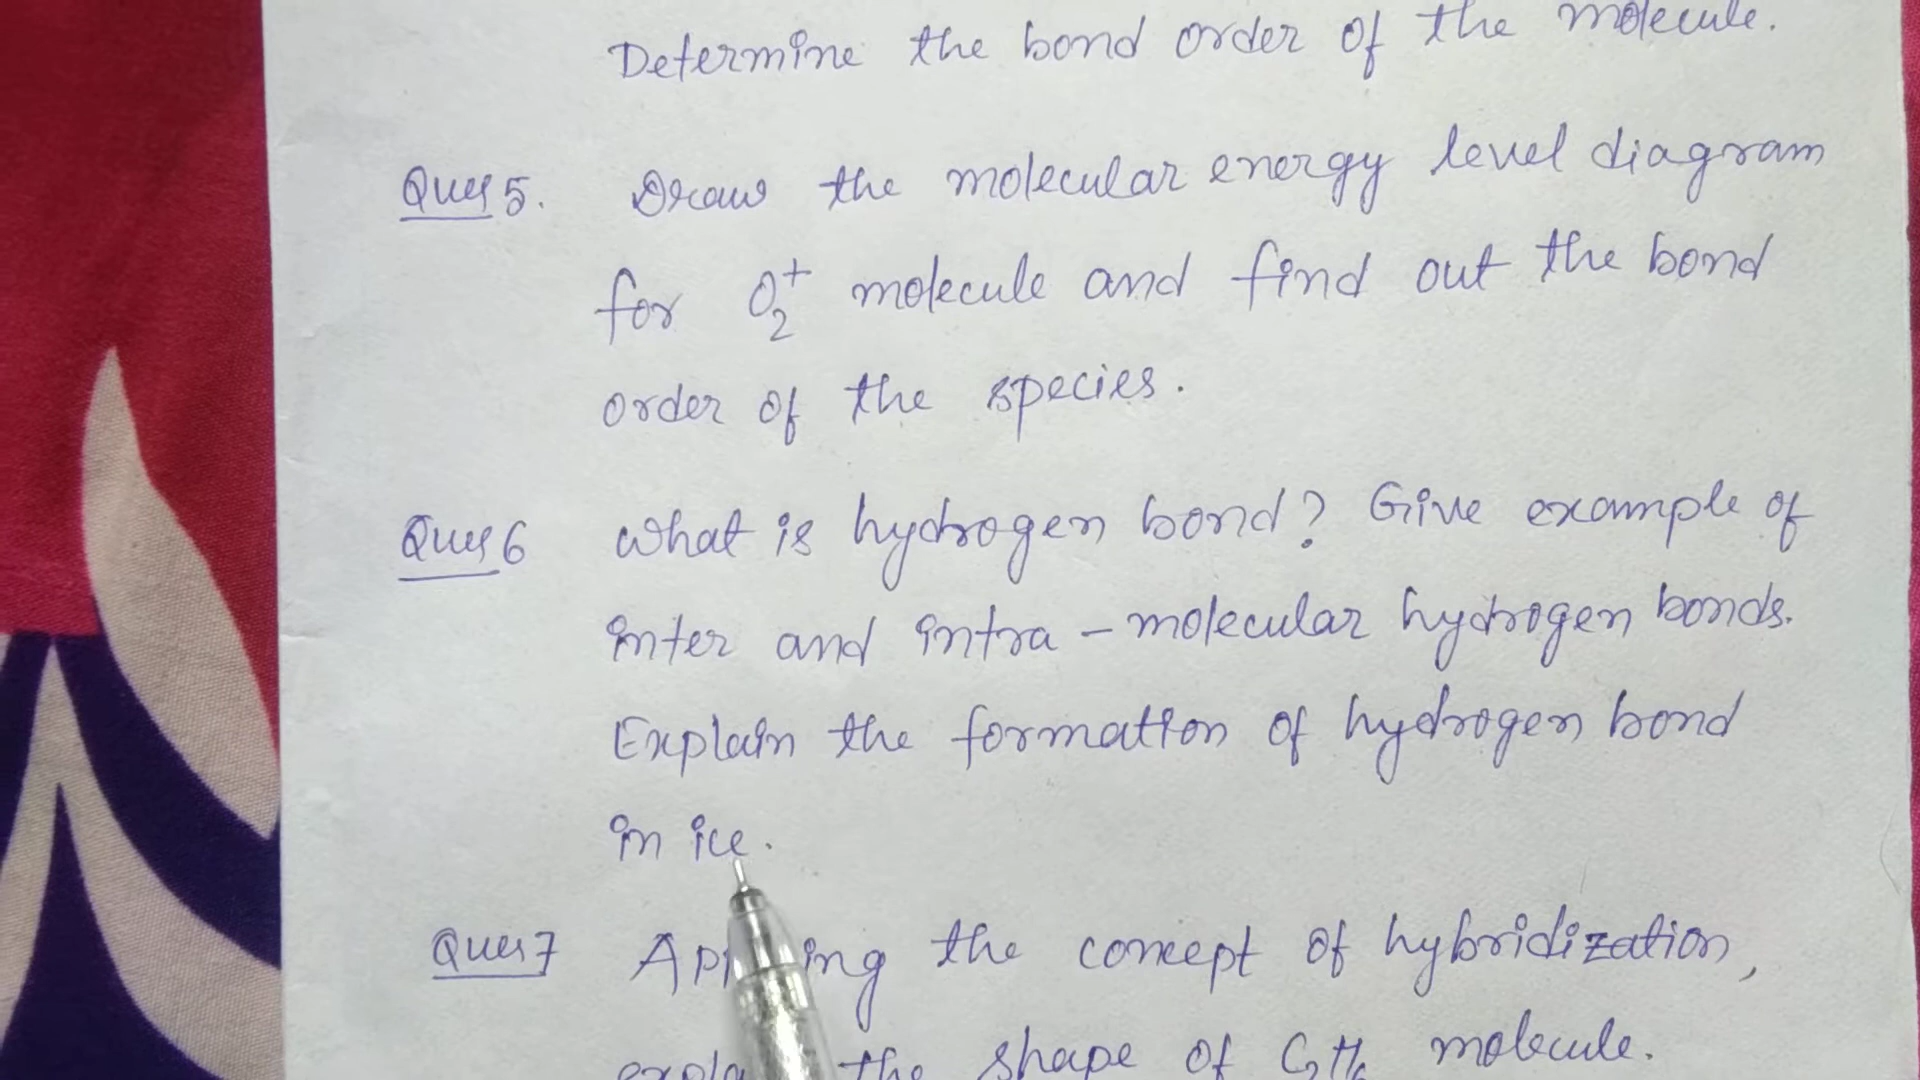 Determine the bond order of the molecule.
Ques 5. Draw the molecular energy level diagram
for O₂⁺ molecule and find out the bond
order of the species.
Ques 6 What is hydrogen bond? Give example of
inter and intra-molecular hydrogen bonds.
Explain the formation of hydrogen bond
in ice.
Ques 7 the concept of hybridization,
the shape of molecule.